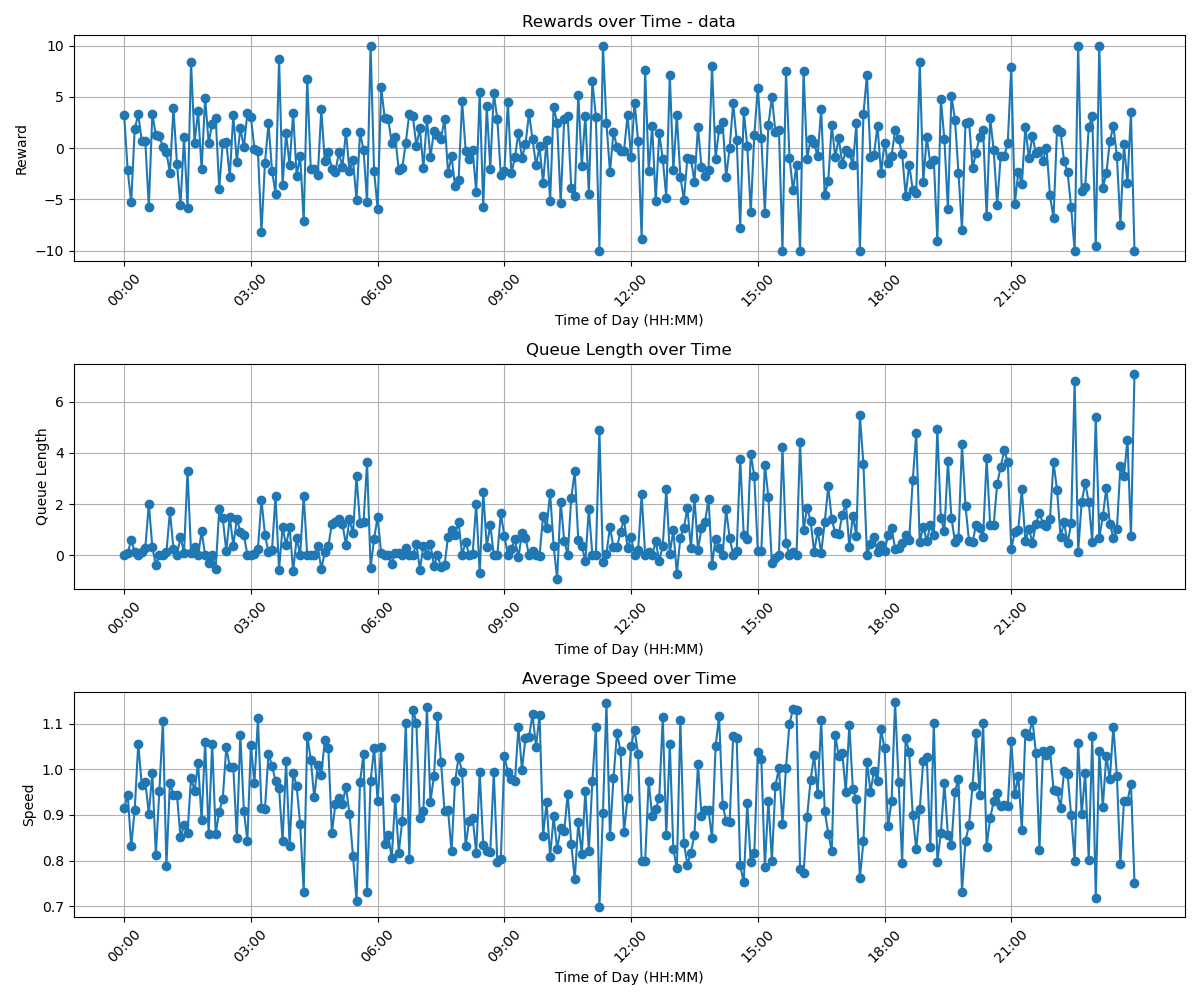 Rewards over Time - data
10
5
0
−5
−10
Reward
00:00 03:00 06:00 09:00 12:00 15:00 18:00 21:00
Time of Day (HH:MM)
Queue Length over Time
6
4
2
0
Queue Length
00:00 03:00 06:00 09:00 12:00 15:00 18:00 21:00
Time of Day (HH:MM)
Average Speed over Time
1.1
1.0
0.9
0.8
0.7
Speed
00:00 03:00 06:00 09:00 12:00 15:00 18:00 21:00
Time of Day (HH:MM)